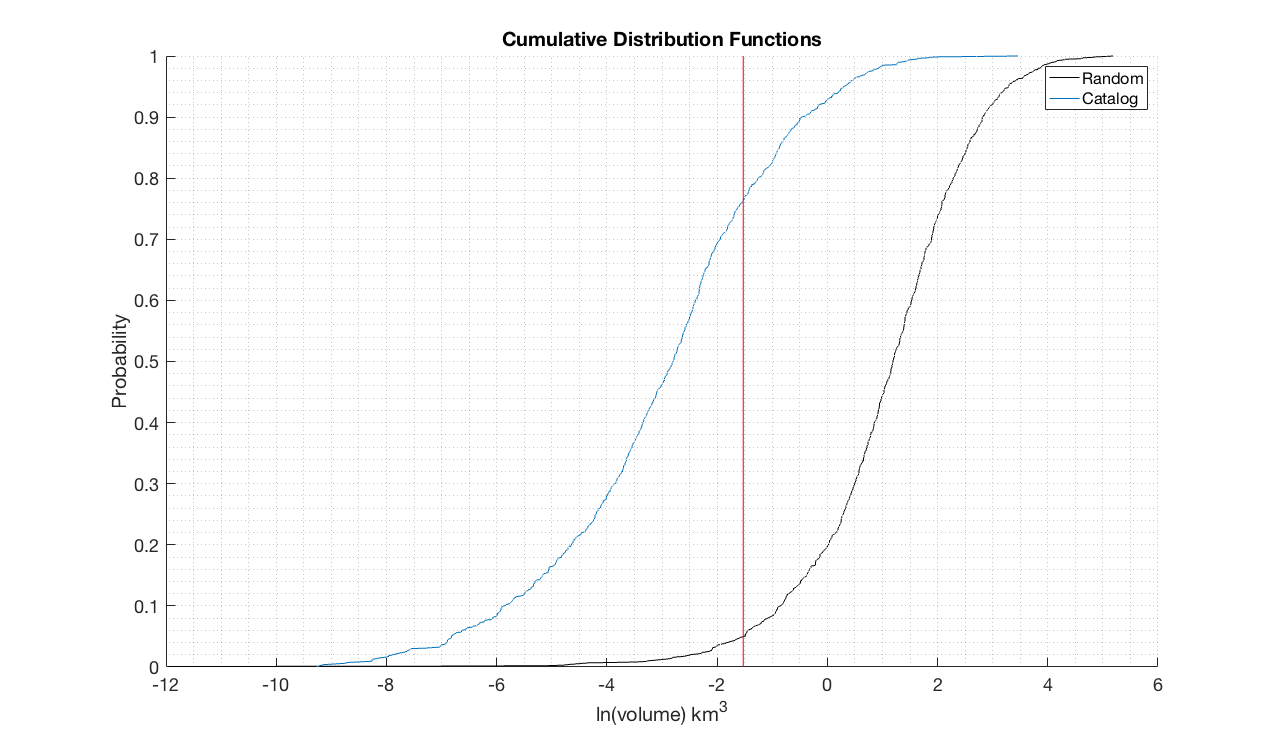 Cumulative Distribution Functions
1
0.9
0.8
0.7
0.6
0.5
0.4
0.3
0.2
0.1
0
Probability
Random
Catalog
-12 -10 -8 -6 -4 -2 0 2 4 6
ln(volume) km³